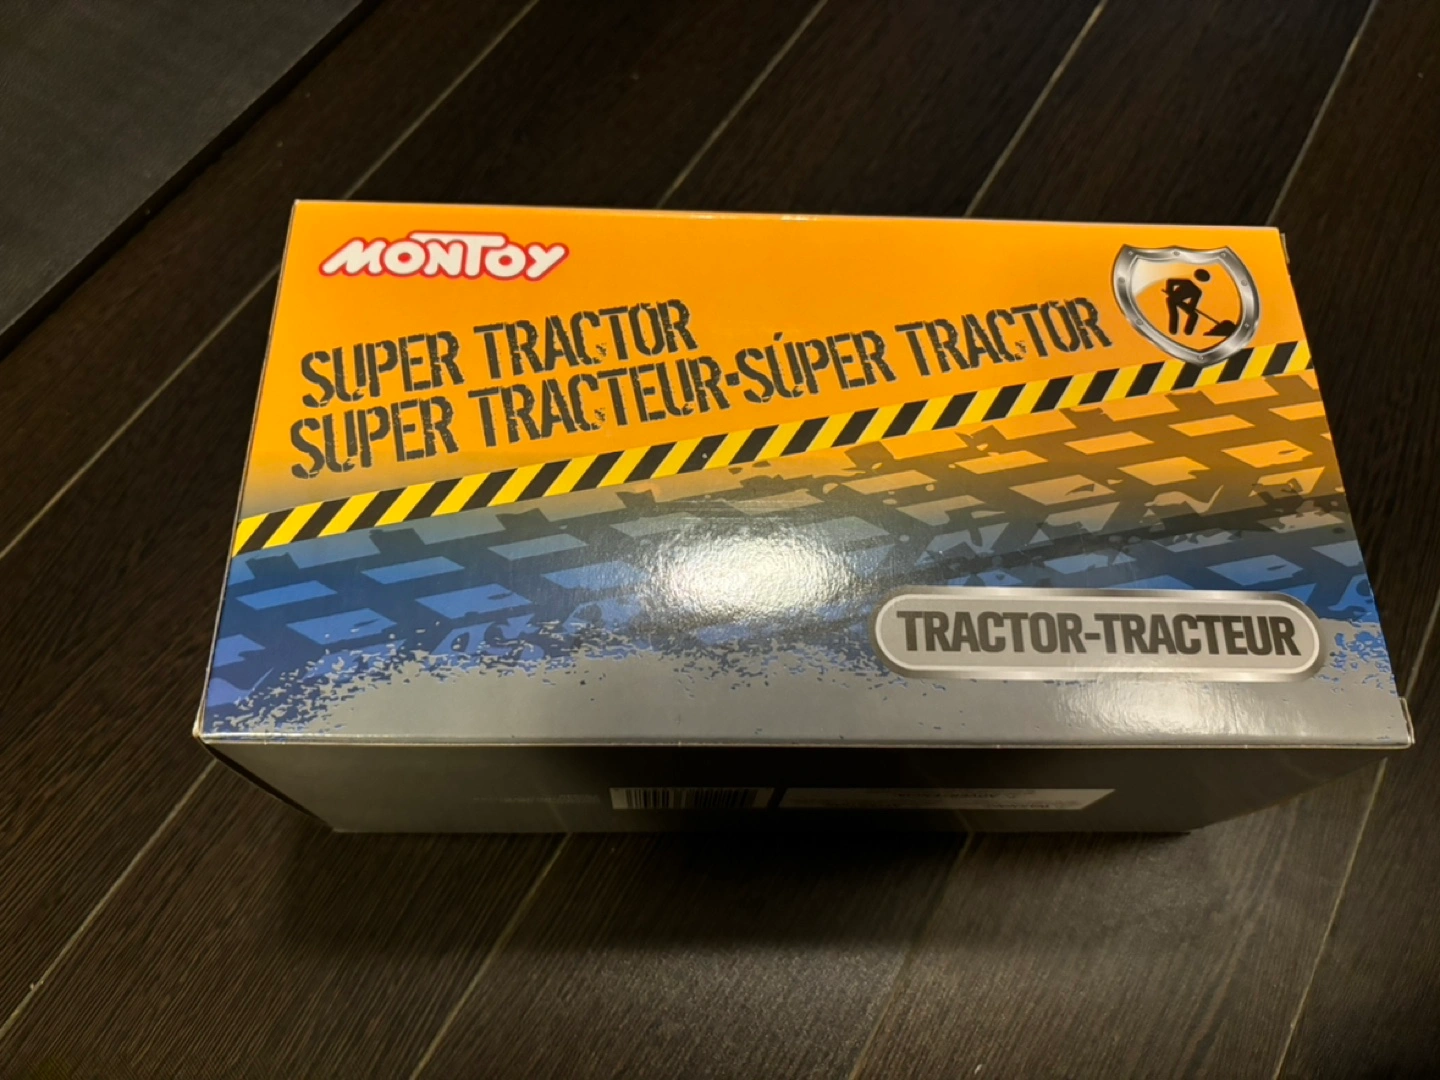 MONTOY
SUPER TRACTOR
SUPER TRACTEUR·SÚPER TRACTOR
TRACTOR-TRACTEUR